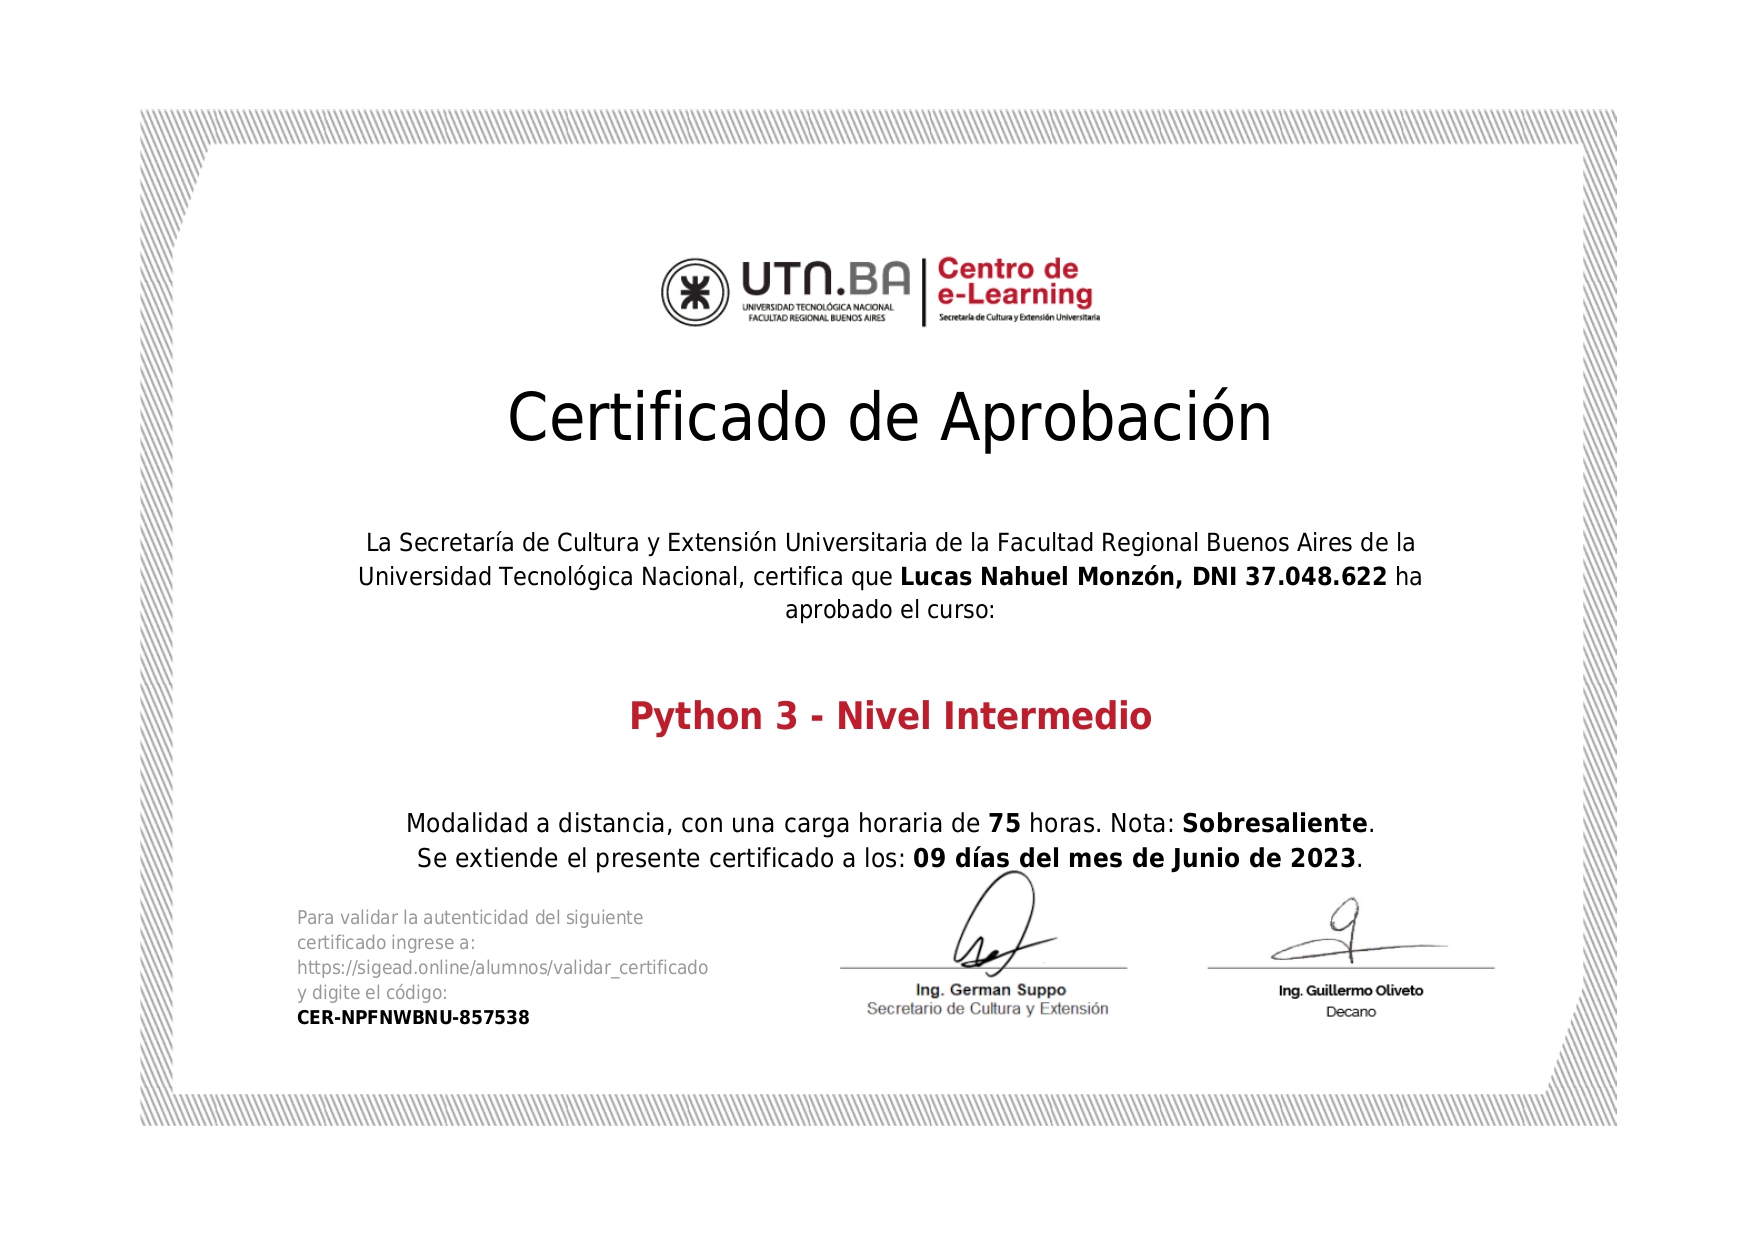 UTN.BA
UNIVERSIDAD TECNOLÓGICA NACIONAL
FACULTAD REGIONAL BUENOS AIRES
Centro de
e-Learning
Secretaría de Cultura y Extensión Universitaria
Certificado de Aprobación
La Secretaría de Cultura y Extensión Universitaria de la Facultad Regional Buenos Aires de la
Universidad Tecnológica Nacional, certifica que Lucas Nahuel Monzón, DNI 37.048.622 ha
aprobado el curso:
Python 3 - Nivel Intermedio
Modalidad a distancia, con una carga horaria de 75 horas. Nota: Sobresaliente.
Se extiende el presente certificado a los: 09 días del mes de Junio de 2023.
Para validar la autenticidad del siguiente
certificado ingrese a:
https://sigead.online/alumnos/validar_certificado
y digite el código:
CER-NPFNWBNU-857538
Ing. German Suppo
Secretario de Cultura y Extensión
Ing. Guillermo Oliveto
Decano